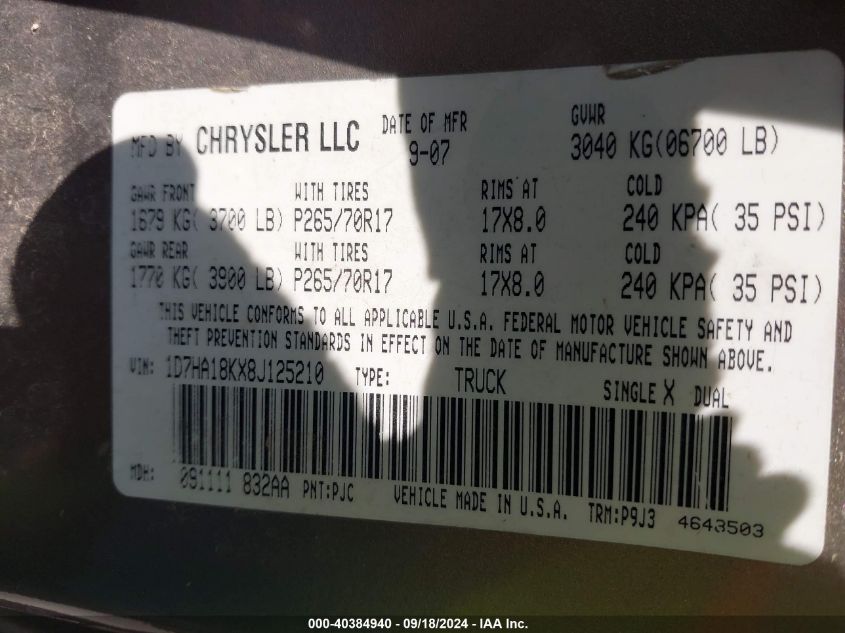 MFD BY CHRYSLER LLC DATE OF MFR 9-07 GVWR 3040 KG(06700 LB)
GAWR FRONT WITH TIRES RIMS AT COLD
1679 KG( 3700 LB) P265/70R17 17X8.0 240 KPA( 35 PSI)
GAWR REAR WITH TIRES RIMS AT COLD
1770 KG( 3900 LB) P265/70R17 17X8.0 240 KPA( 35 PSI)
THIS VEHICLE CONFORMS TO ALL APPLICABLE U.S.A. FEDERAL MOTOR VEHICLE SAFETY AND
THEFT PREVENTION STANDARDS IN EFFECT ON THE DATE OF MANUFACTURE SHOWN ABOVE.
VIN: 1D7HA18KX8J125210 TYPE: TRUCK SINGLE X DUAL
MDH: 091111 832AA PNT:PJC VEHICLE MADE IN U.S.A. TRM:P9J3 4643503
000-40384940 - 09/18/2024 - IAA Inc.